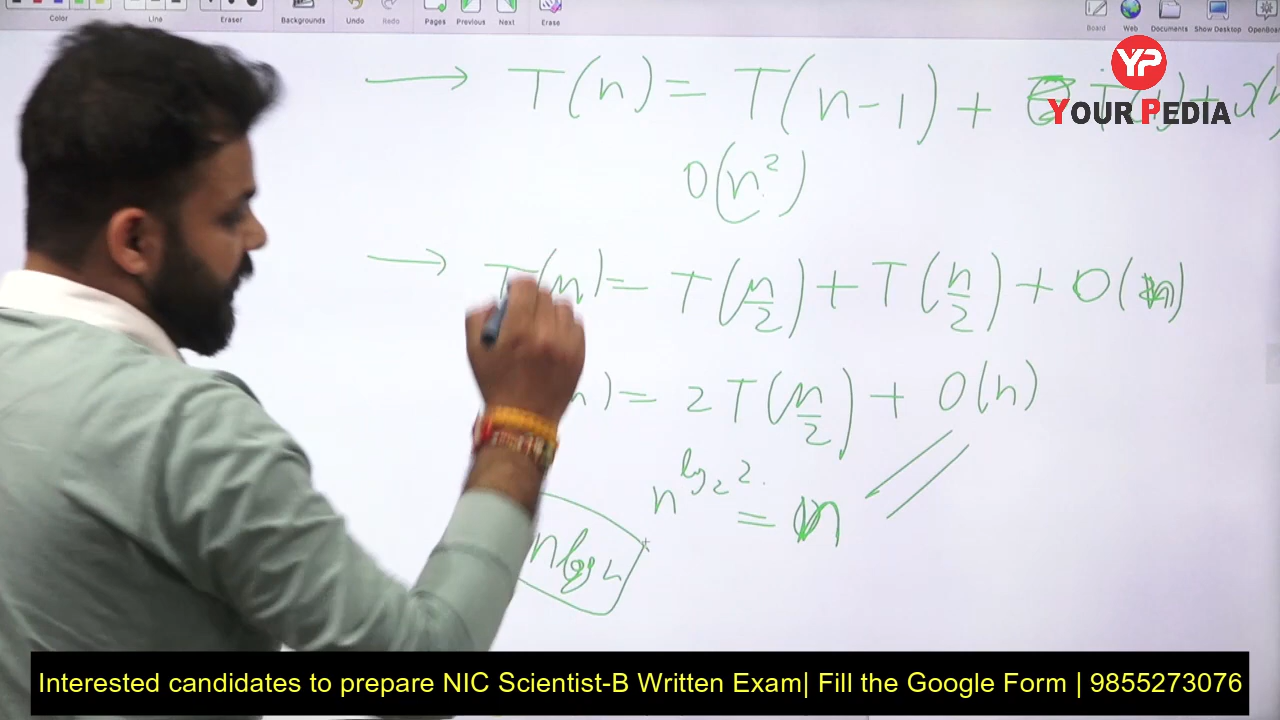 Color Line Eraser Backgrounds Undo Redo Pages Previous Next Erase Board Web Documents Show Desktop OpenBoard
YP
YOUR PEDIA
→ T(n) = T(n-1) + T(1) +
O(n²)
→ T(n) = T(n/2) + T(n/2) + O(n)
n) = 2T(n/2) + O(n)
n^log₂2 = n
n log n
Interested candidates to prepare NIC Scientist-B Written Exam| Fill the Google Form | 9855273076